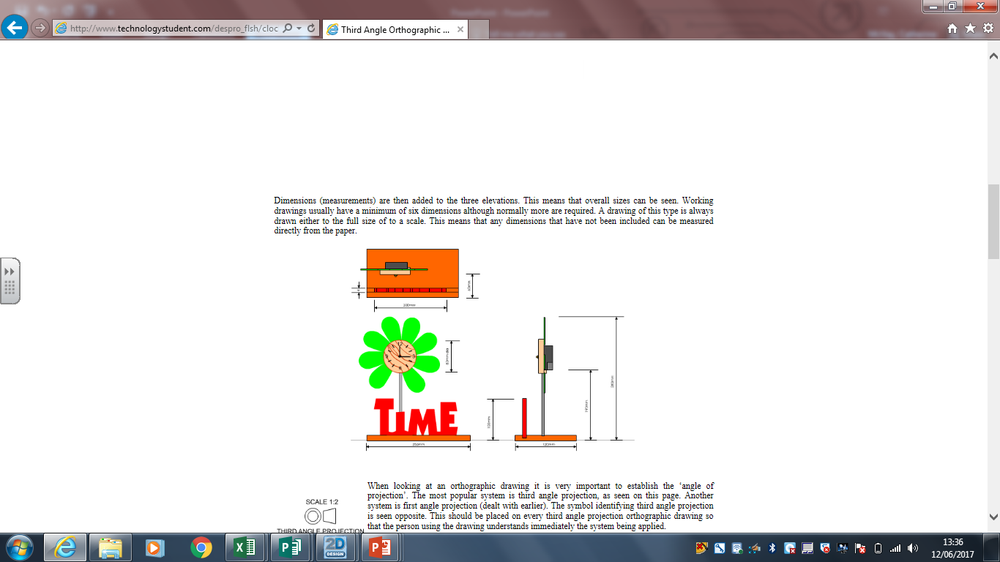 http://www.technologystudent.com/despro_flsh/cloc
Third Angle Orthographic ...
Dimensions (measurements) are then added to the three elevations. This means that overall sizes can be seen. Working
drawings usually have a minimum of six dimensions although normally more are required. A drawing of this type is always
drawn either to the full size of to a scale. This means that any dimensions that have not been included can be measured
directly from the paper.
200mm
12
3
TiME
250mm
120mm
When looking at an orthographic drawing it is very important to establish the ‘angle of
projection’. The most popular system is third angle projection, as seen on this page. Another
system is first angle projection (dealt with earlier). The symbol identifying third angle projection
is seen opposite. This should be placed on every third angle projection orthographic drawing so
that the person using the drawing understands immediately the system being applied.
SCALE 1:2
THIRD ANGLE PROJECTION
2D
DESIGN
13:36
12/06/2017